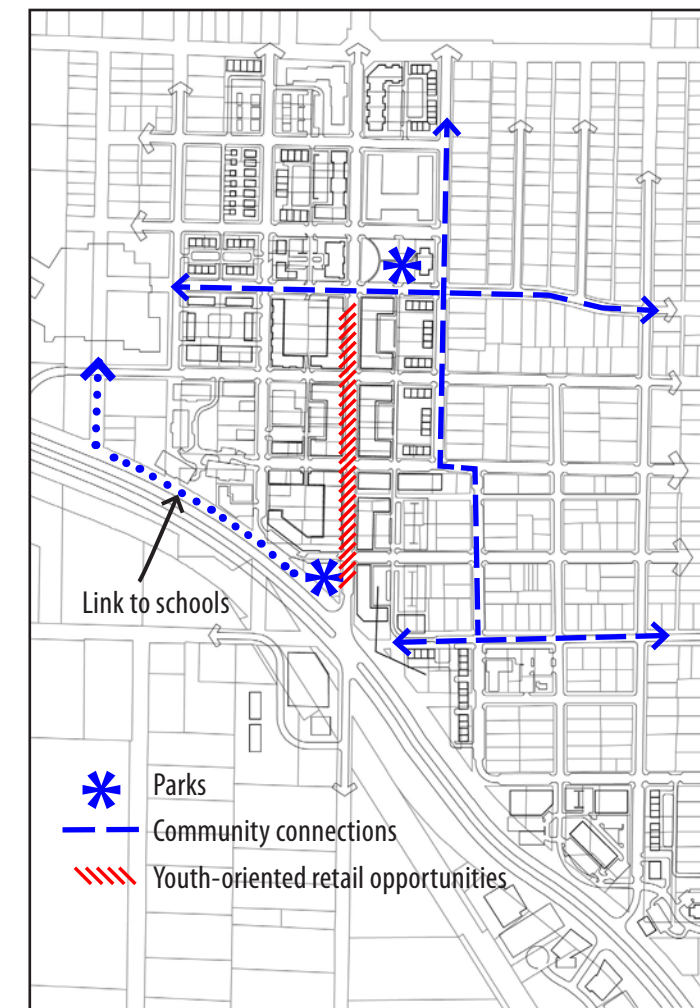 Link to schools
Parks
Community connections
Youth-oriented retail opportunities